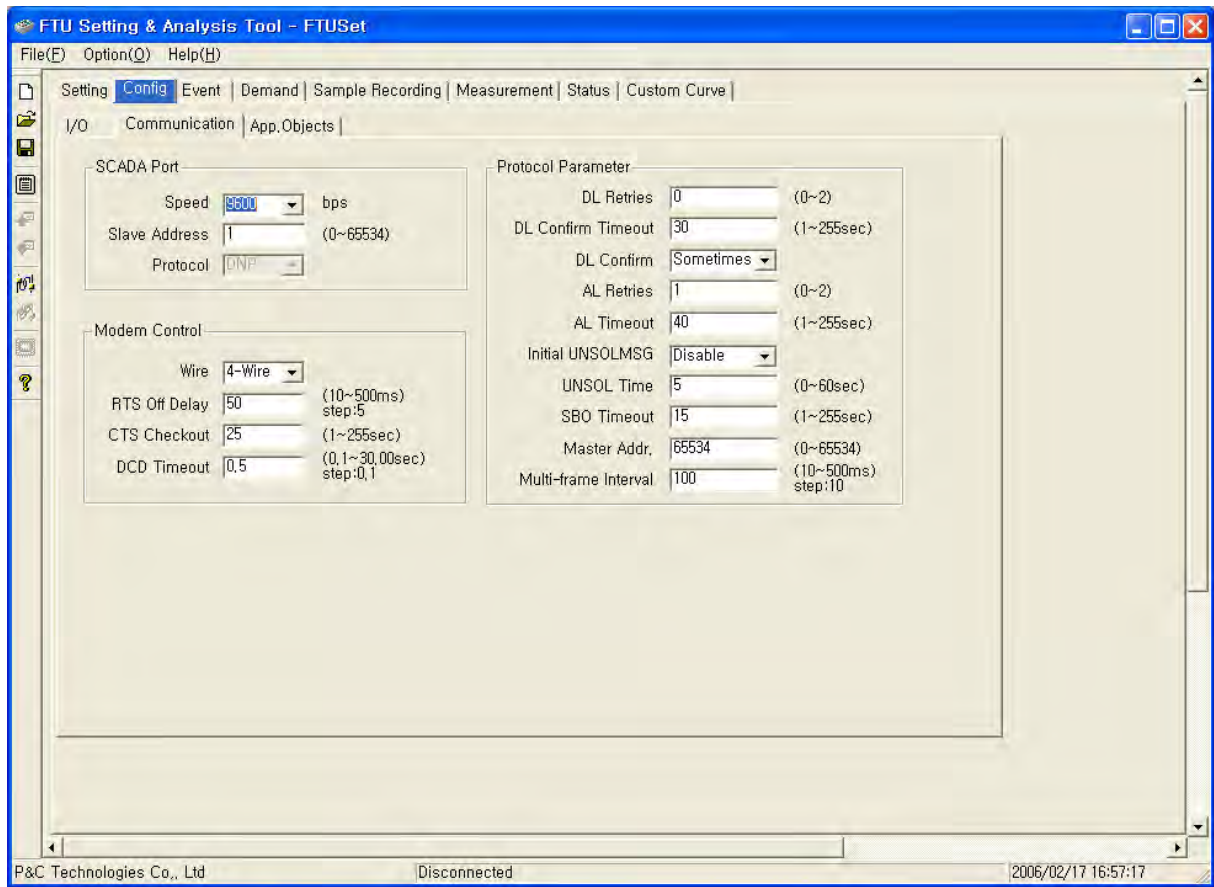 FTU Setting & Analysis Tool - FTUSet
File(F) Option(O) Help(H)
Setting Config Event Demand Sample Recording Measurement Status Custom Curve
I/O Communication App.Objects
SCADA Port
Speed 9600 bps
Slave Address 1 (0~65534)
Protocol DNP
Modem Control
Wire 4-Wire
RTS Off Delay 50 (10~500ms) step:5
CTS Checkout 25 (1~255sec)
DCD Timeout 0.5 (0.1~30.00sec) step:0.1
Protocol Parameter
DL Retries 0 (0~2)
DL Confirm Timeout 30 (1~255sec)
DL Confirm Sometimes
AL Retries 1 (0~2)
AL Timeout 40 (1~255sec)
Initial UNSOLMSG Disable
UNSOL Time 5 (0~60sec)
SBO Timeout 15 (1~255sec)
Master Addr. 65534 (0~65534)
Multi-frame Interval 100 (10~500ms) step:10
P&C Technologies Co., Ltd Disconnected 2006/02/17 16:57:17